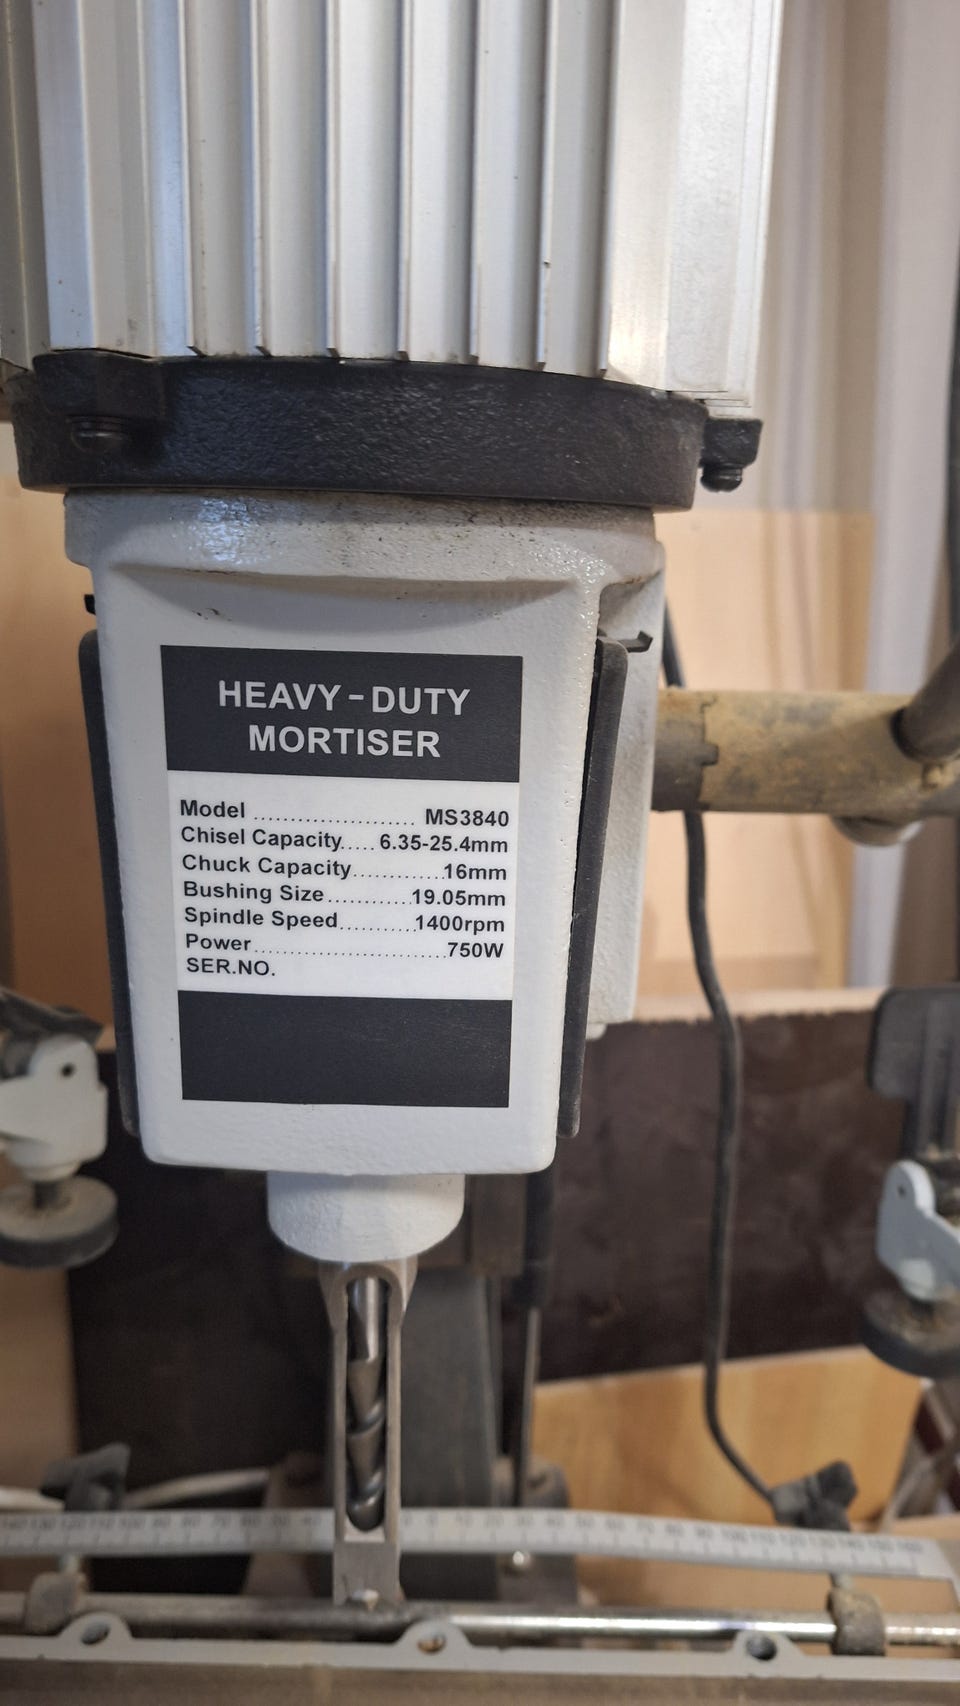 HEAVY-DUTY
MORTISER
Model ........................ MS3840
Chisel Capacity..... 6.35-25.4mm
Chuck Capacity............16mm
Bushing Size...........19.05mm
Spindle Speed..........1400rpm
Power.............................750W
SER.NO.